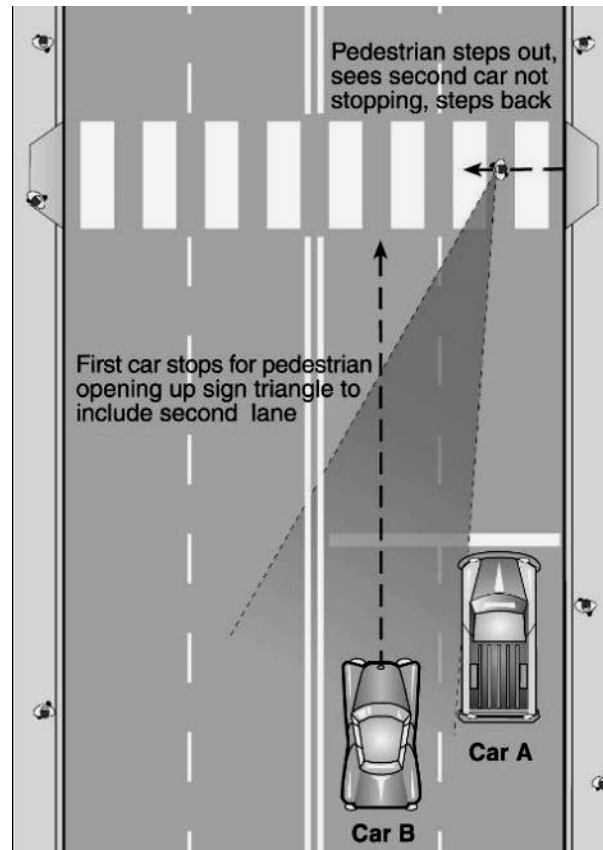 Pedestrian steps out,
sees second car not
stopping, steps back
First car stops for pedestrian
opening up sign triangle to
include second lane
Car A
Car B